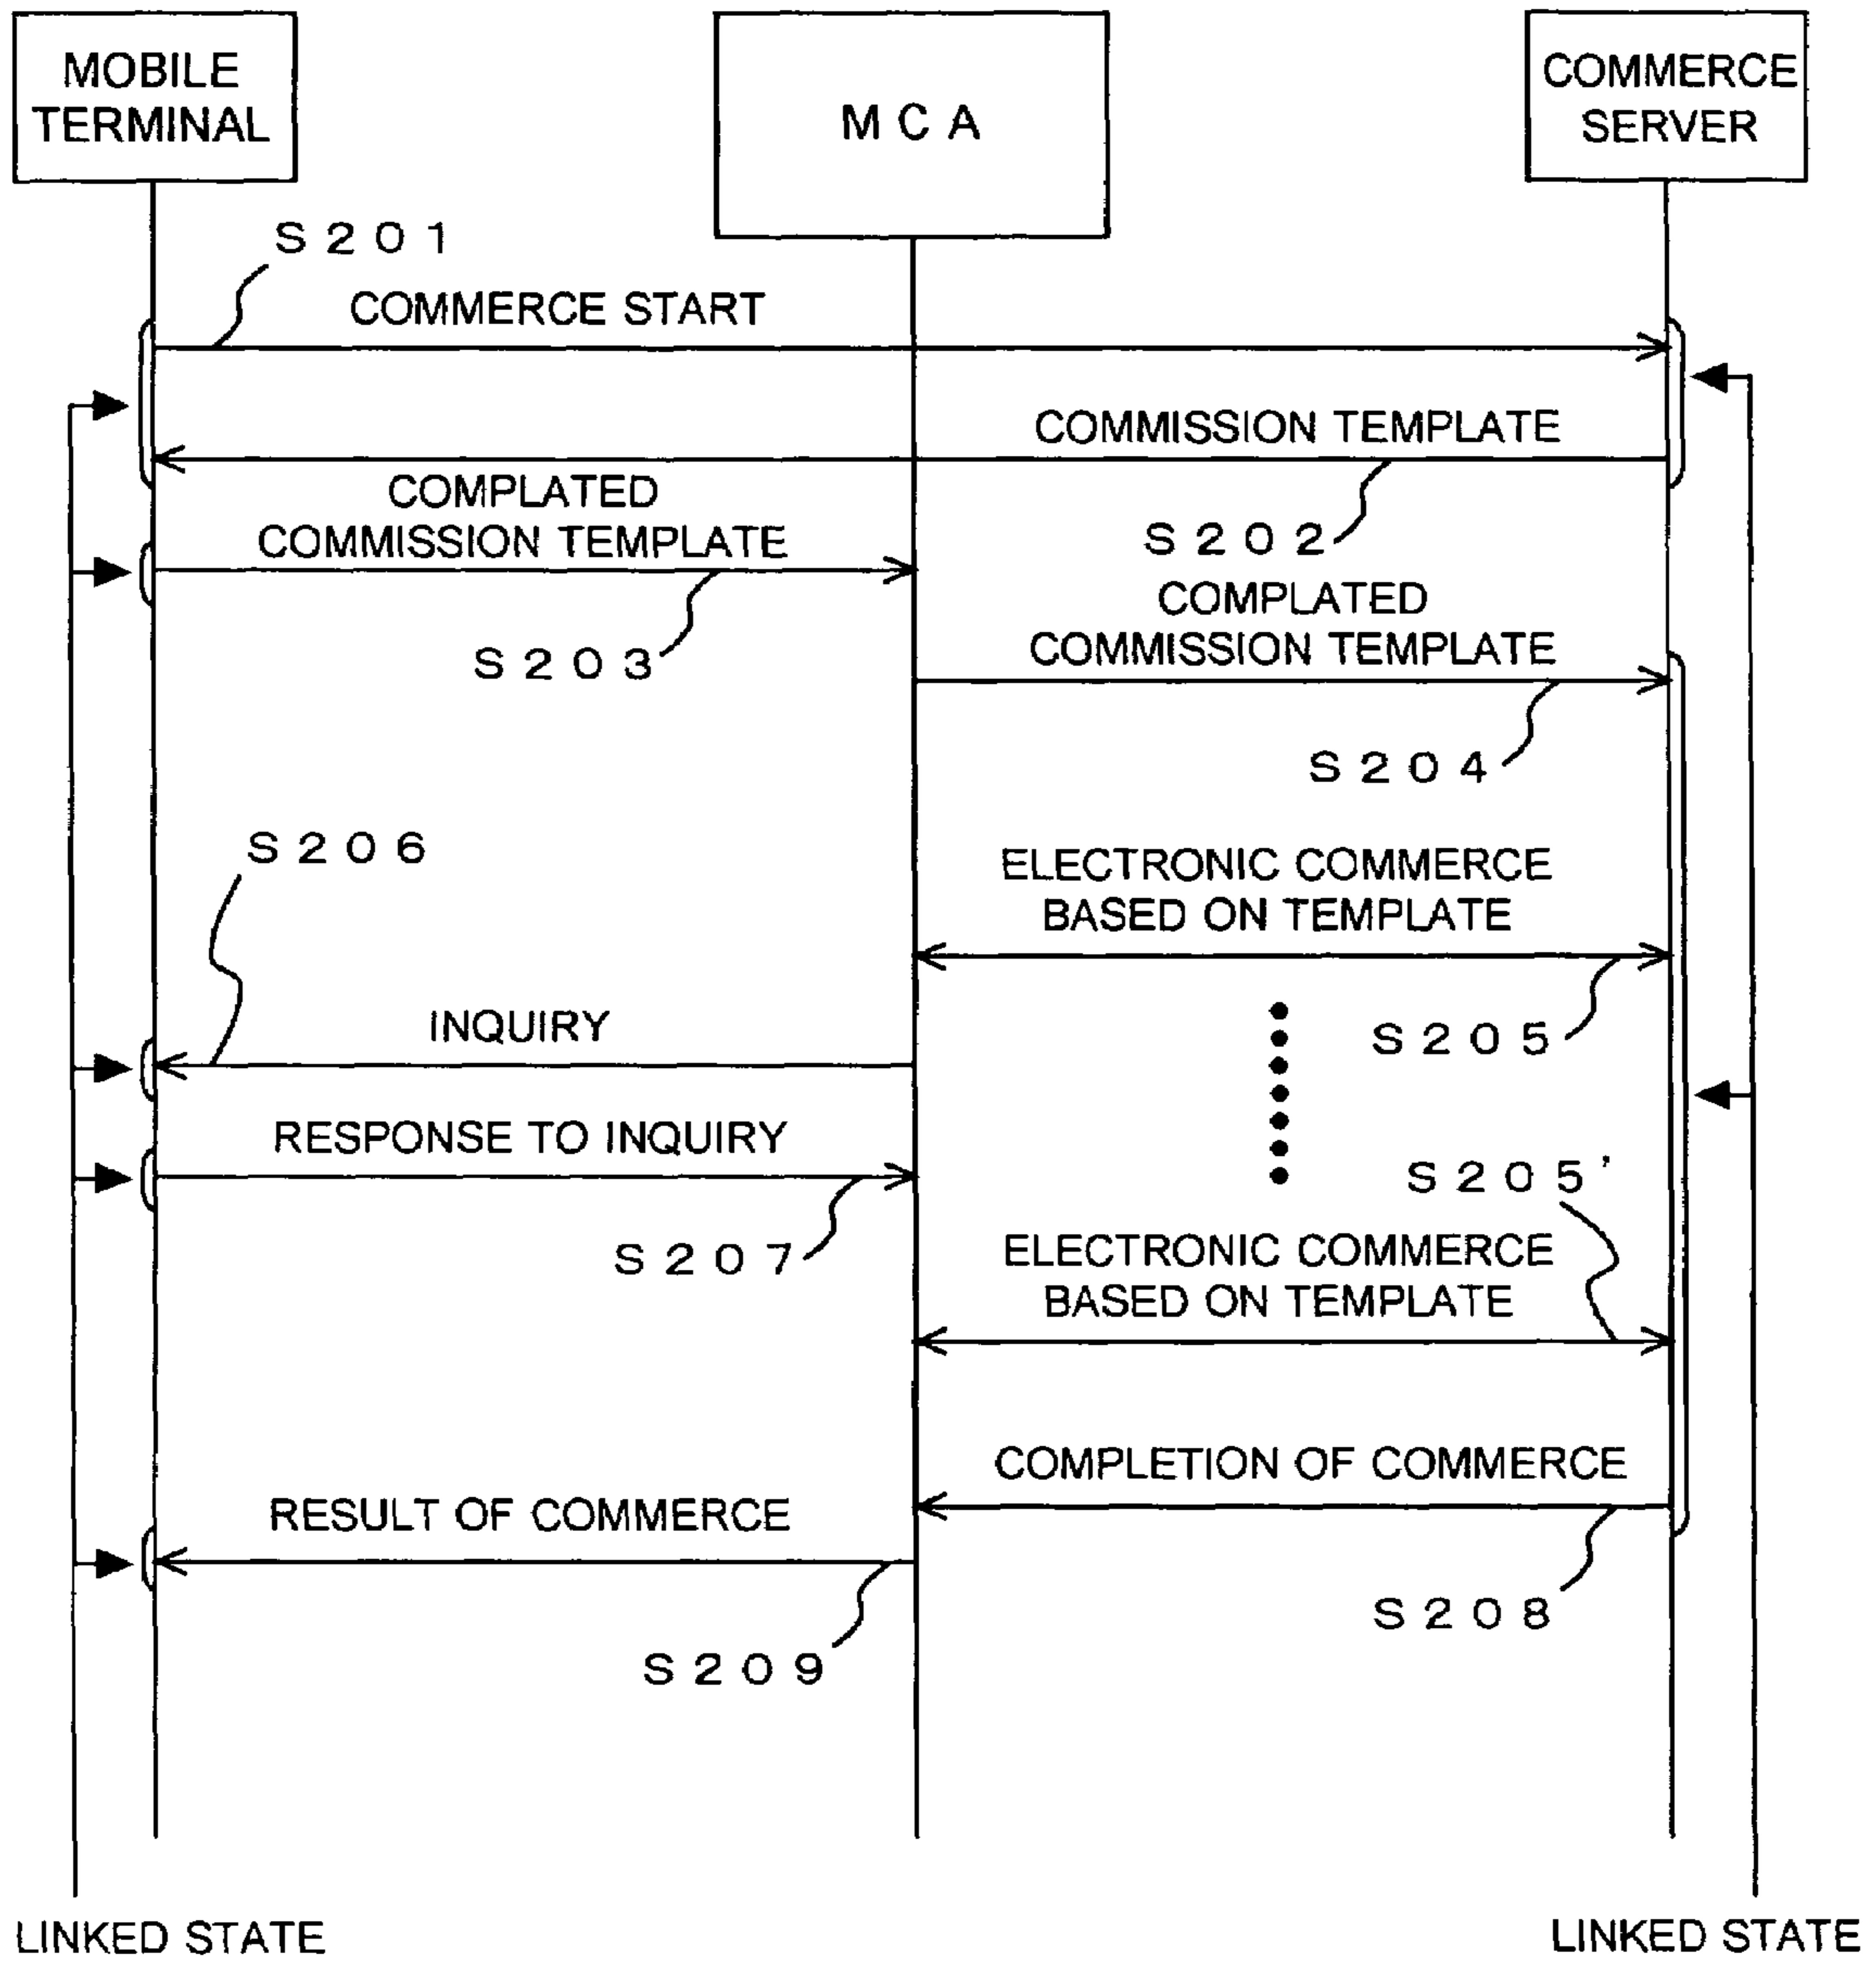 MOBILE
TERMINAL
M C A
COMMERCE
SERVER
S 2 0 1
COMMERCE START
COMMISSION TEMPLATE
COMPLATED
COMMISSION TEMPLATE
S 2 0 2
S 2 0 3
COMPLATED
COMMISSION TEMPLATE
S 2 0 4
S 2 0 6
ELECTRONIC COMMERCE
BASED ON TEMPLATE
INQUIRY
S 2 0 5
RESPONSE TO INQUIRY
S 2 0 5 '
S 2 0 7
ELECTRONIC COMMERCE
BASED ON TEMPLATE
COMPLETION OF COMMERCE
RESULT OF COMMERCE
S 2 0 8
S 2 0 9
LINKED STATE
LINKED STATE